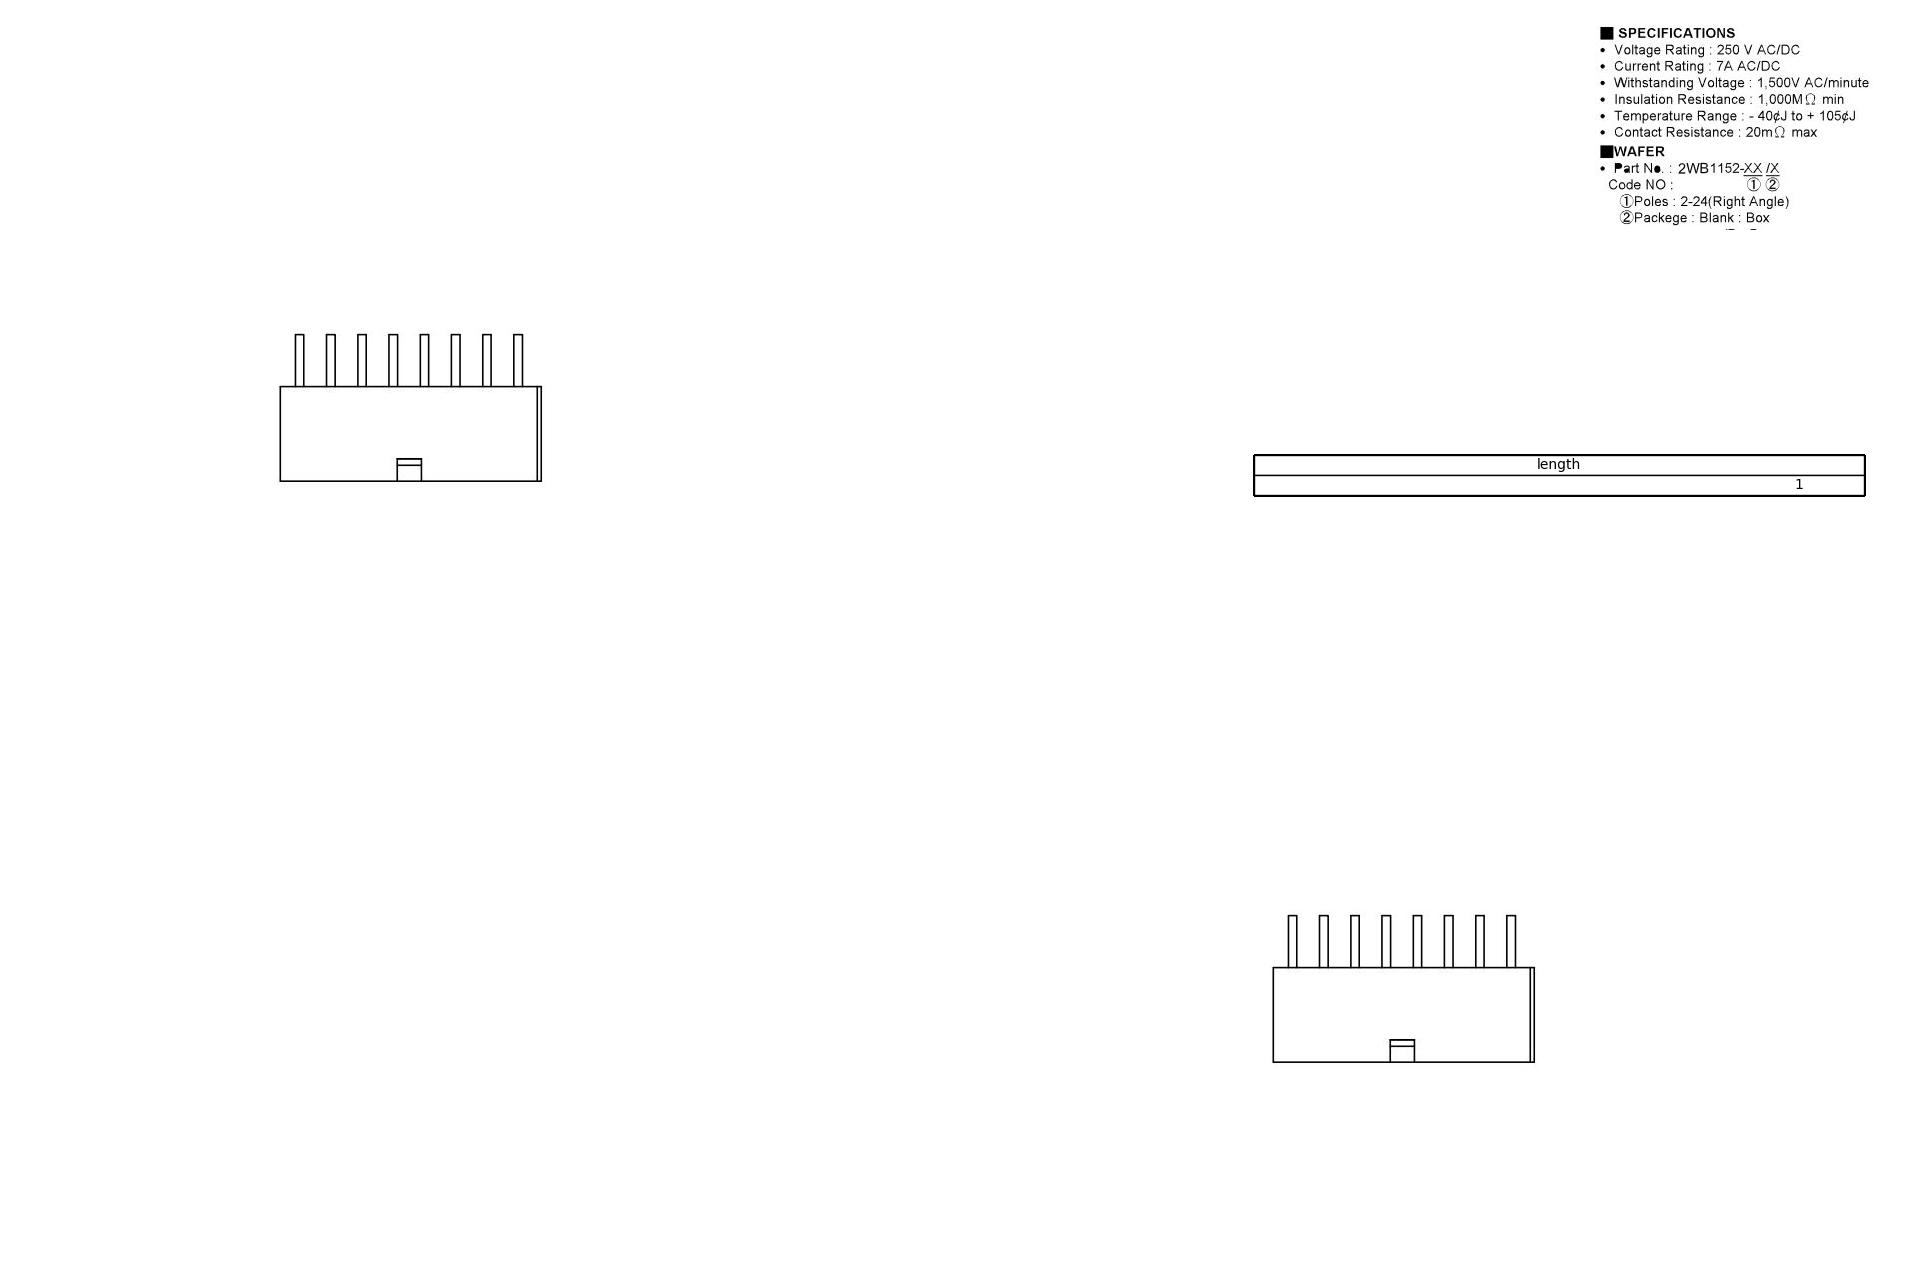 ■ SPECIFICATIONS
• Voltage Rating : 250 V AC/DC
• Current Rating : 7A AC/DC
• Withstanding Voltage : 1,500V AC/minute
• Insulation Resistance : 1,000MΩ min
• Temperature Range : - 40¢J to + 105¢J
• Contact Resistance : 20mΩ max
■WAFER
• Part No. : 2WB1152-XX /X
Code NO : ① ②
①Poles : 2-24(Right Angle)
②Packege : Blank : Box
length
1